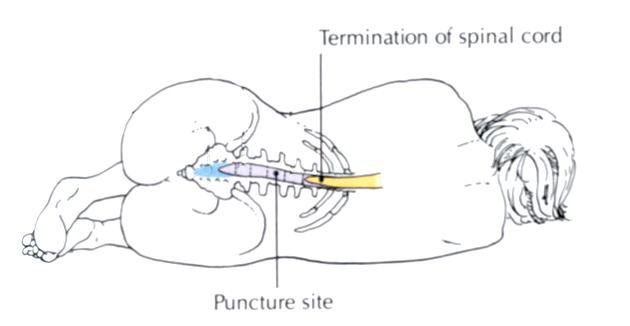 Termination of spinal cord
Puncture site